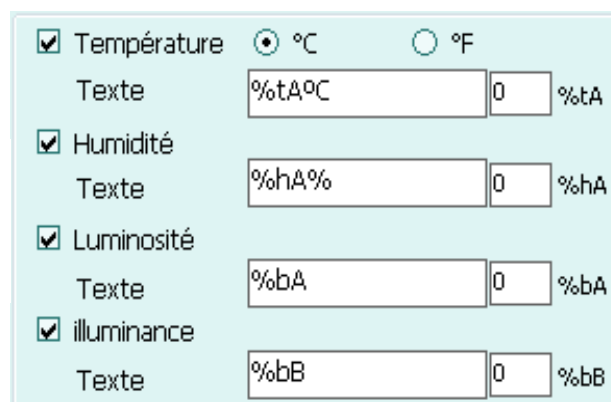 Température °C °F
Texte %tAºC 0 %tA
Humidité
Texte %hA% 0 %hA
Luminosité
Texte %bA 0 %bA
illuminance
Texte %bB 0 %bB